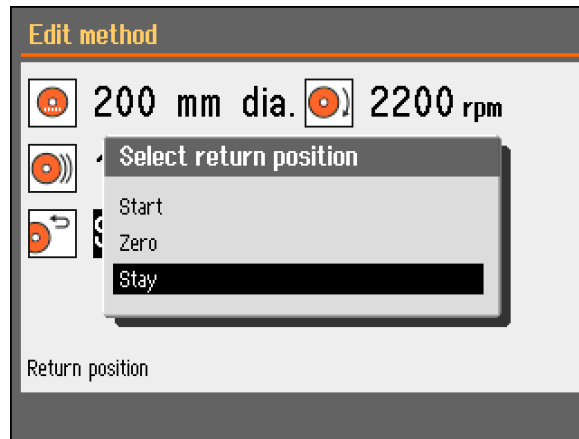 Edit method
200 mm dia. 2200 rpm
Select return position
Start
Zero
Stay
Return position